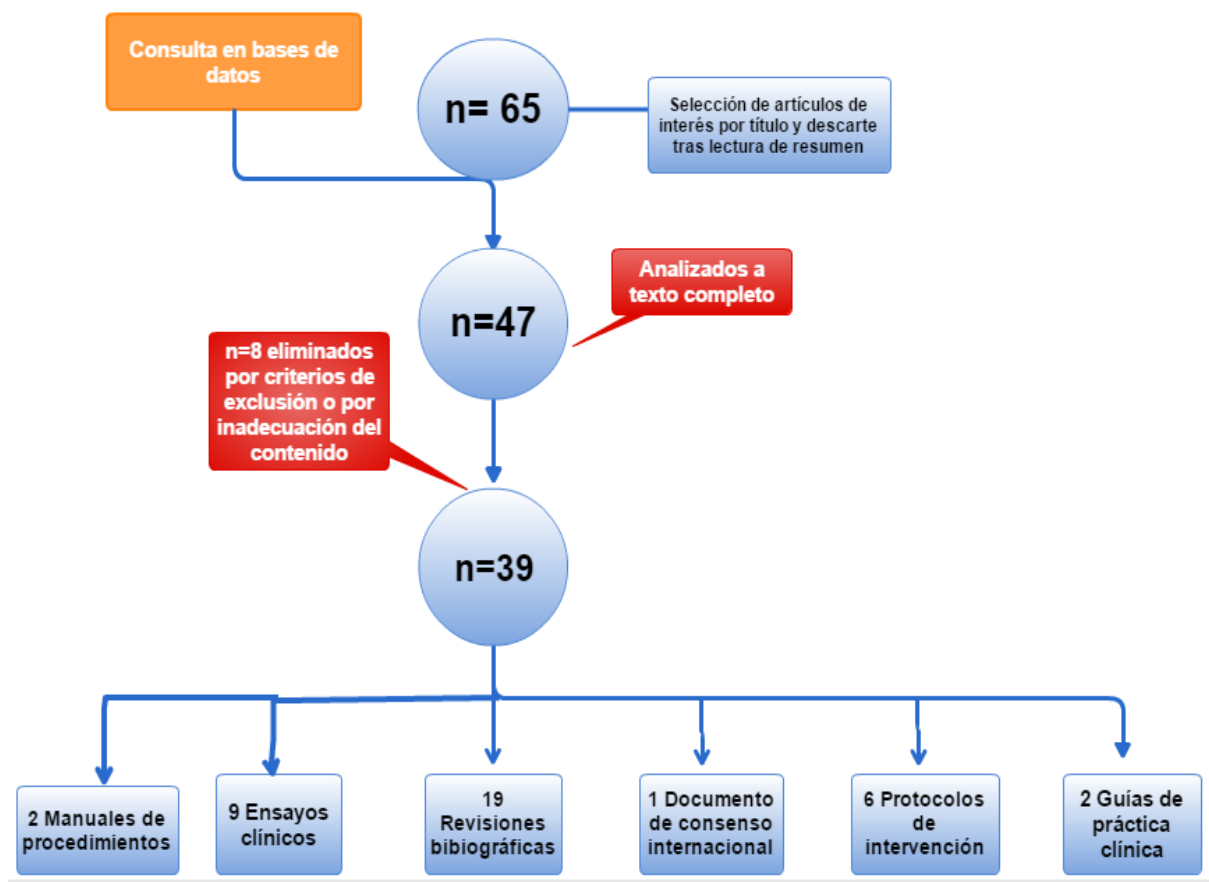 Consulta en bases de
datos
n= 65
Selección de artículos de
interés por título y descarte
tras lectura de resumen
n=47
Analizados a
texto completo
n=8 eliminados
por criterios de
exclusión o por
inadecuación del
contenido
n=39
2 Manuales de
procedimientos
9 Ensayos
clínicos
19
Revisiones
bibiográficas
1 Documento
de consenso
internacional
6 Protocolos
de
intervención
2 Guías de
práctica
clínica